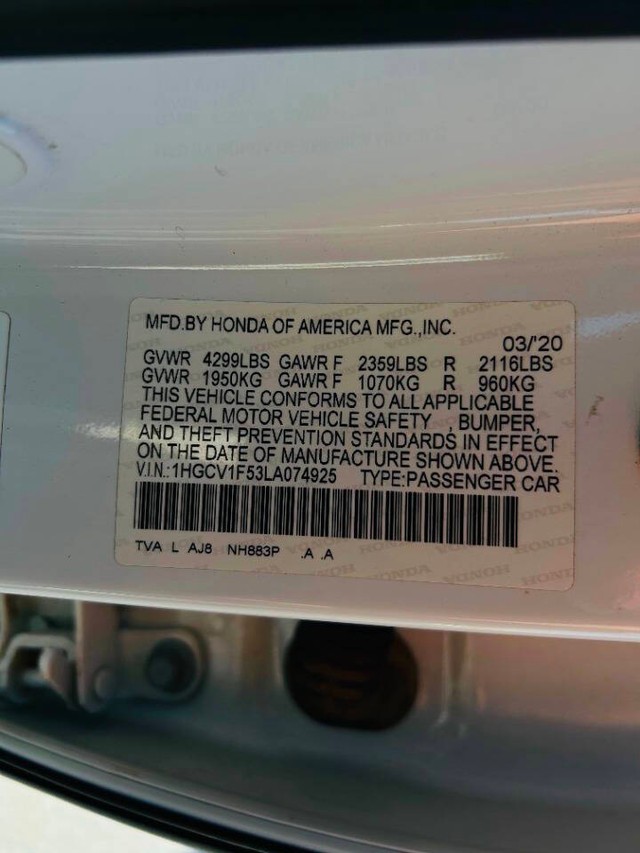 MFD.BY HONDA OF AMERICA MFG.,INC.
03/'20
GVWR 4299LBS GAWR F 2359LBS R 2116LBS
GVWR 1950KG GAWR F 1070KG R 960KG
THIS VEHICLE CONFORMS TO ALL APPLICABLE
FEDERAL MOTOR VEHICLE SAFETY , BUMPER,
AND THEFT PREVENTION STANDARDS IN EFFECT
ON THE DATE OF MANUFACTURE SHOWN ABOVE.
V.I.N.:1HGCV1F53LA074925 TYPE:PASSENGER CAR
TVA L AJ8 NH883P .A .A